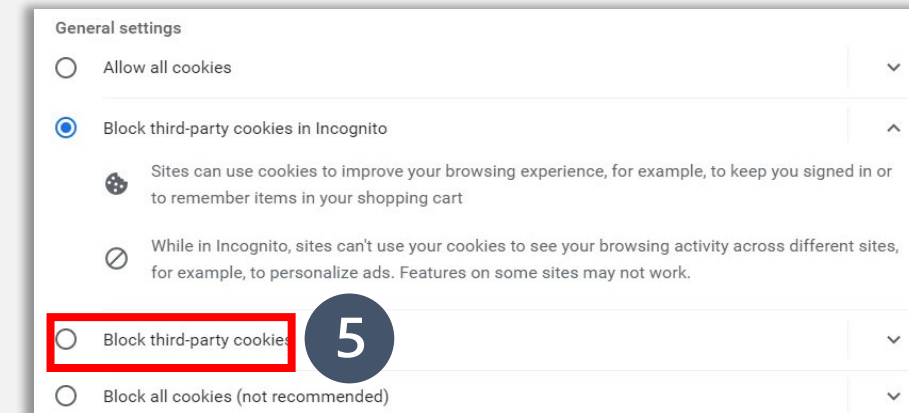 General settings
Allow all cookies
Block third-party cookies in Incognito
Sites can use cookies to improve your browsing experience, for example, to keep you signed in or
to remember items in your shopping cart
While in Incognito, sites can't use your cookies to see your browsing activity across different sites,
for example, to personalize ads. Features on some sites may not work.
Block third-party cookies
5
Block all cookies (not recommended)